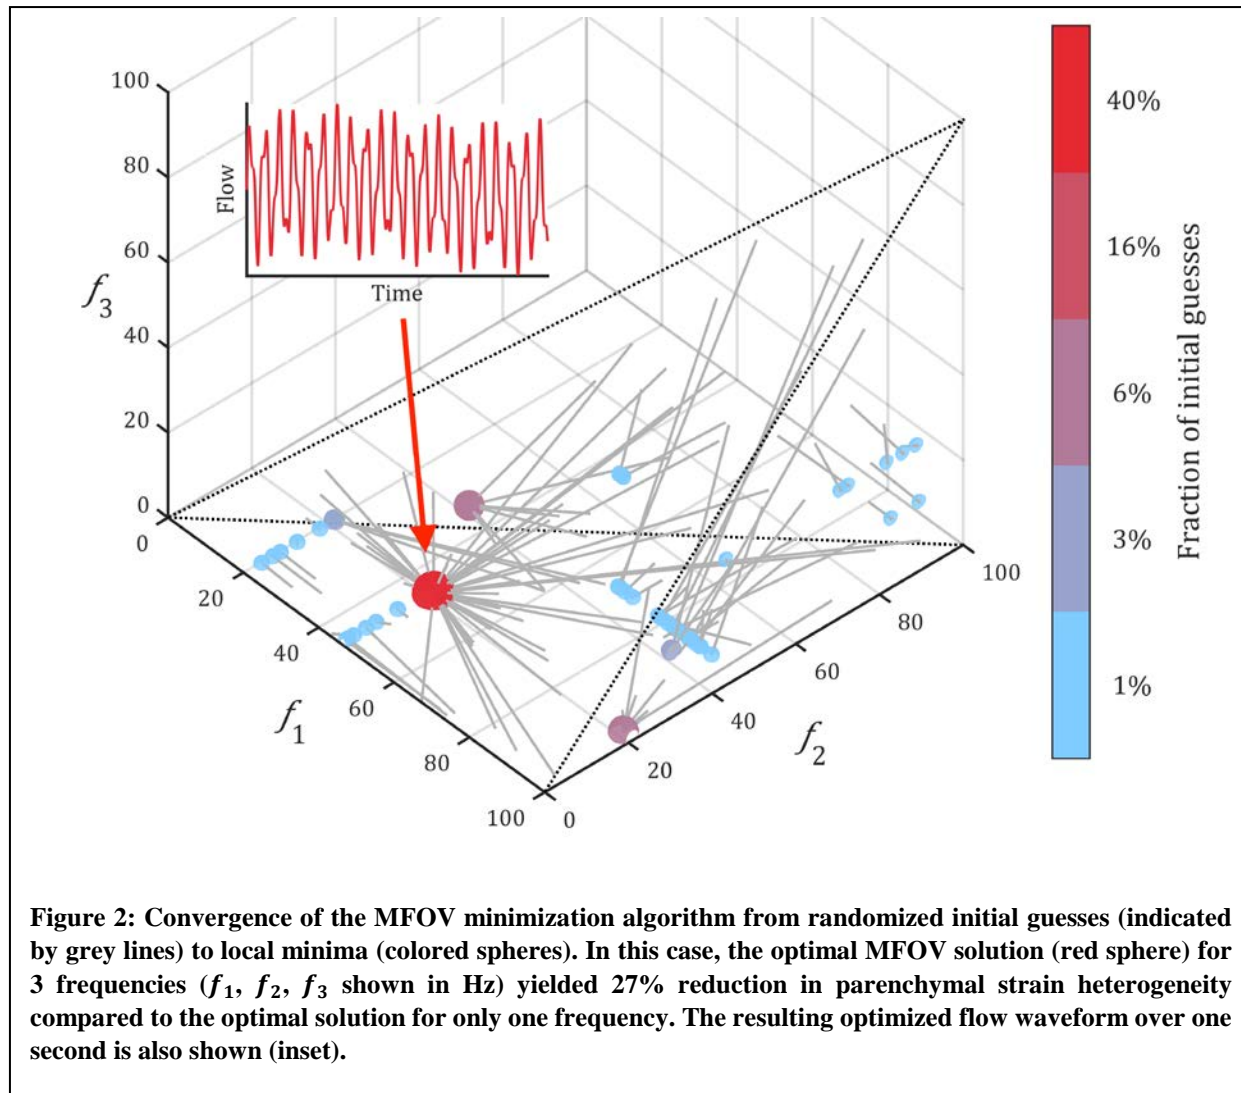 100
80
60
40
20
0
f3
Flow
Time
0
20
40
60
80
100
f1
0
20
40
60
80
100
f2
40%
16%
6%
3%
1%
Fraction of initial guesses
Figure 2: Convergence of the MFOV minimization algorithm from randomized initial guesses (indicated
by grey lines) to local minima (colored spheres). In this case, the optimal MFOV solution (red sphere) for
3 frequencies (f1, f2, f3 shown in Hz) yielded 27% reduction in parenchymal strain heterogeneity
compared to the optimal solution for only one frequency. The resulting optimized flow waveform over one
second is also shown (inset).